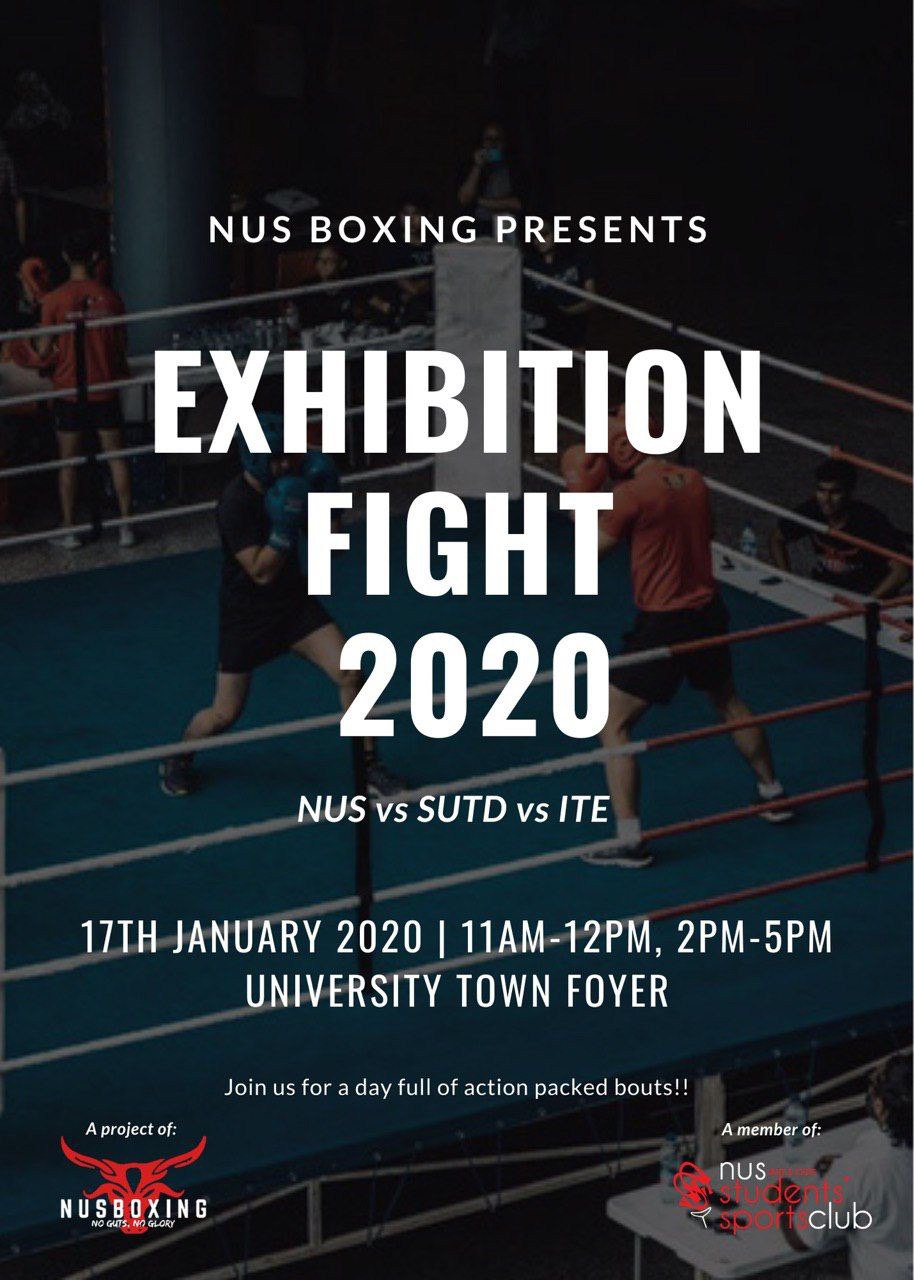 NUS BOXING PRESENTS
EXHIBITION
FIGHT
2020
NUS vs SUTD vs ITE
17TH JANUARY 2020 | 11AM-12PM, 2PM-5PM
UNIVERSITY TOWN FOYER
Join us for a day full of action packed bouts!!
A project of:
NUSBOXING
NO GUTS, NO GLORY
A member of:
nus
students'
sportsclub